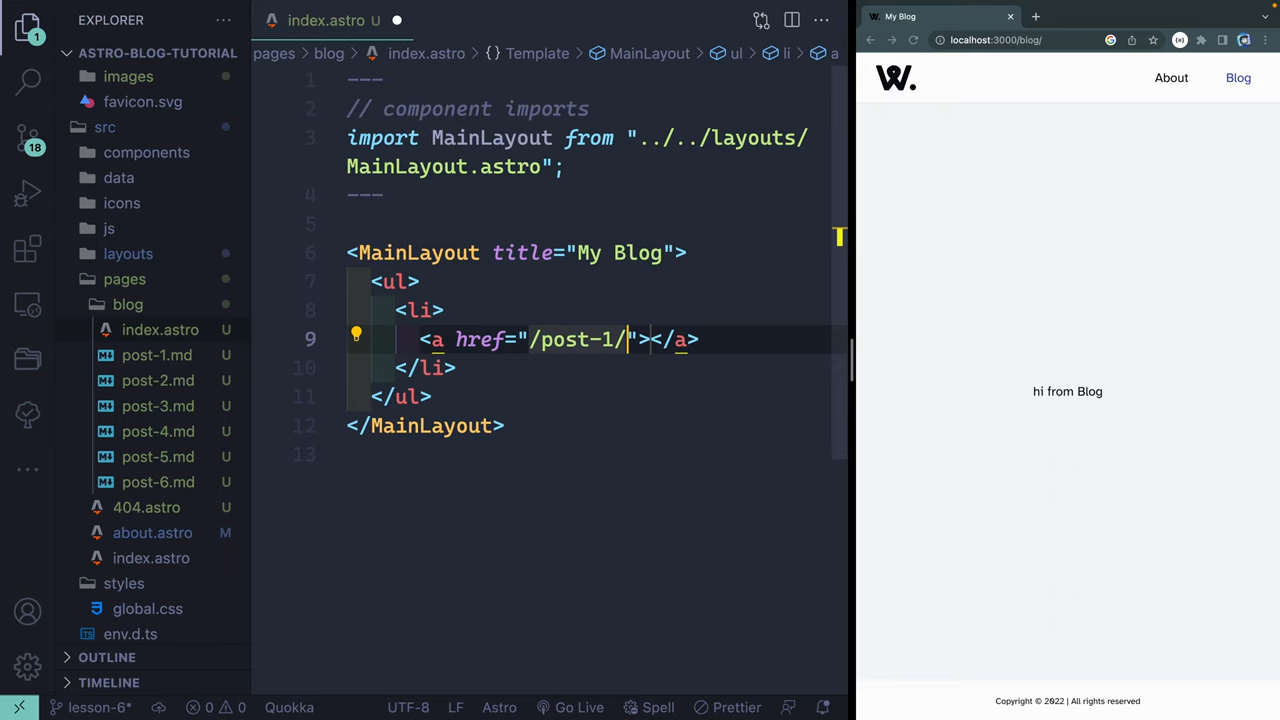 EXPLORER
ASTRO-BLOG-TUTORIAL
images
favicon.svg
src
components
data
icons
js
layouts
pages
blog
index.astro U
post-1.md U
post-2.md U
post-3.md U
post-4.md U
post-5.md U
post-6.md U
404.astro U
about.astro M
index.astro
styles
global.css
env.d.ts
OUTLINE
TIMELINE
1
18
index.astro U
pages > blog > index.astro > {} Template > MainLayout > ul > li > a
1 ---
2 // component imports
3 import MainLayout from "../../layouts/
MainLayout.astro";
4 ---
5
6 <MainLayout title="My Blog">
7 <ul>
8 <li>
9 <a href="/post-1/"></a>
10 </li>
11 </ul>
12 </MainLayout>
13
lesson-6* 0 0 Quokka UTF-8 LF Astro Go Live Spell Prettier
W. My Blog
localhost:3000/blog/
W. About Blog
hi from Blog
Copyright © 2022 | All rights reserved